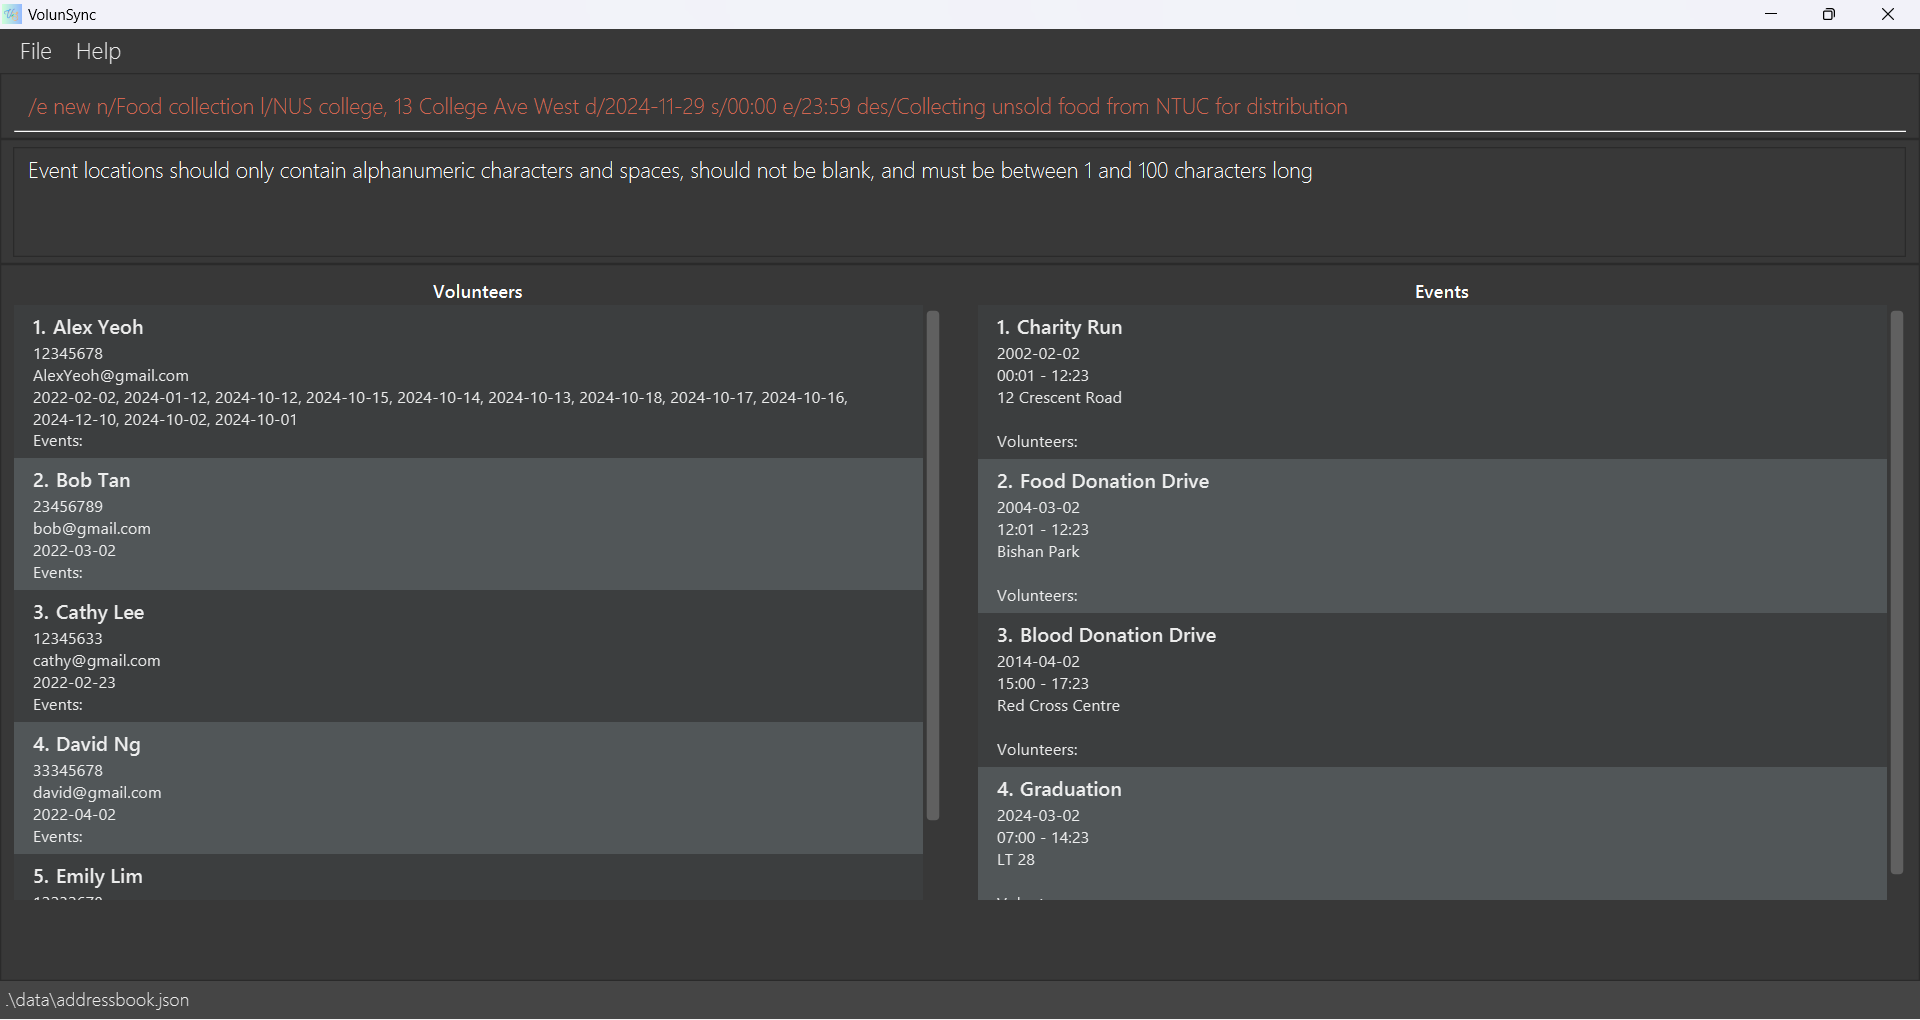 VolunSync
File Help
/e new n/Food collection l/NUS college, 13 College Ave West d/2024-11-29 s/00:00 e/23:59 des/Collecting unsold food from NTUC for distribution
Event locations should only contain alphanumeric characters and spaces, should not be blank, and must be between 1 and 100 characters long
Volunteers
1. Alex Yeoh
12345678
AlexYeoh@gmail.com
2022-02-02, 2024-01-12, 2024-10-12, 2024-10-15, 2024-10-14, 2024-10-13, 2024-10-18, 2024-10-17, 2024-10-16,
2024-12-10, 2024-10-02, 2024-10-01
Events:
2. Bob Tan
23456789
bob@gmail.com
2022-03-02
Events:
3. Cathy Lee
12345633
cathy@gmail.com
2022-02-23
Events:
4. David Ng
33345678
david@gmail.com
2022-04-02
Events:
5. Emily Lim
Events
1. Charity Run
2002-02-02
00:01 - 12:23
12 Crescent Road
Volunteers:
2. Food Donation Drive
2004-03-02
12:01 - 12:23
Bishan Park
Volunteers:
3. Blood Donation Drive
2014-04-02
15:00 - 17:23
Red Cross Centre
Volunteers:
4. Graduation
2024-03-02
07:00 - 14:23
LT 28
.\data\addressbook.json